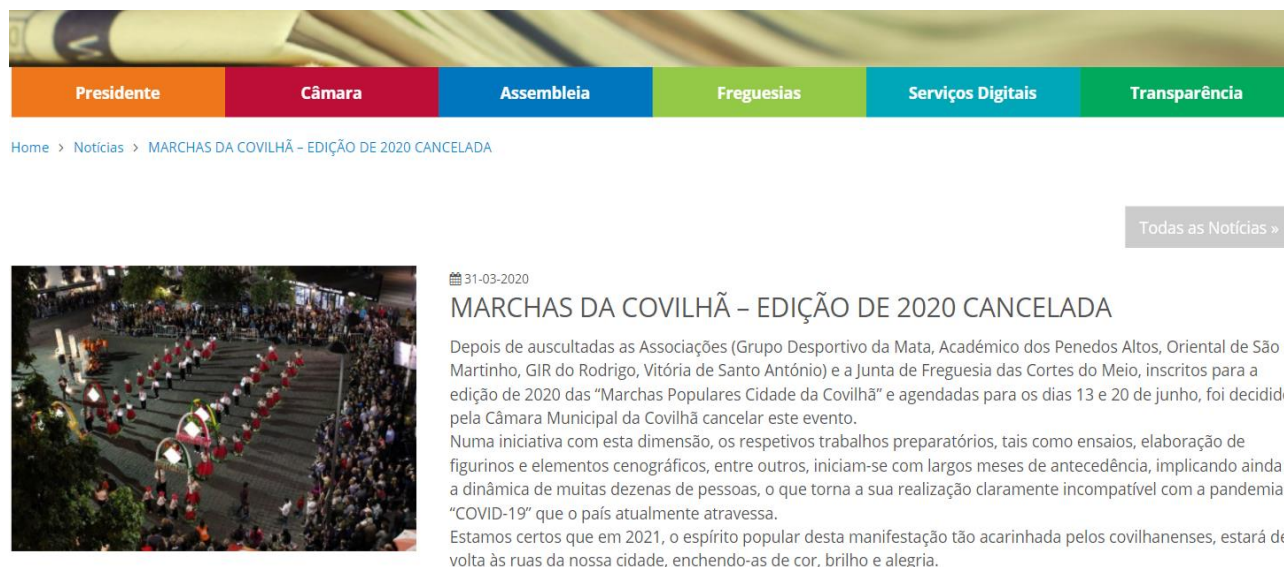 Presidente Câmara Assembleia Freguesias Serviços Digitais Transparência
Home > Notícias > MARCHAS DA COVILHÃ – EDIÇÃO DE 2020 CANCELADA
Todas as Notícias »
31-03-2020
MARCHAS DA COVILHÃ – EDIÇÃO DE 2020 CANCELADA
Depois de auscultadas as Associações (Grupo Desportivo da Mata, Académico dos Penedos Altos, Oriental de São
Martinho, GIR do Rodrigo, Vitória de Santo António) e a Junta de Freguesia das Cortes do Meio, inscritos para a
edição de 2020 das “Marchas Populares Cidade da Covilhã” e agendadas para os dias 13 e 20 de junho, foi decidid
pela Câmara Municipal da Covilhã cancelar este evento.
Numa iniciativa com esta dimensão, os respetivos trabalhos preparatórios, tais como ensaios, elaboração de
figurinos e elementos cenográficos, entre outros, iniciam-se com largos meses de antecedência, implicando ainda
a dinâmica de muitas dezenas de pessoas, o que torna a sua realização claramente incompatível com a pandemia
“COVID-19” que o país atualmente atravessa.
Estamos certos que em 2021, o espírito popular desta manifestação tão acarinhada pelos covilhanenses, estará de
volta às ruas da nossa cidade, enchendo-as de cor, brilho e alegria.